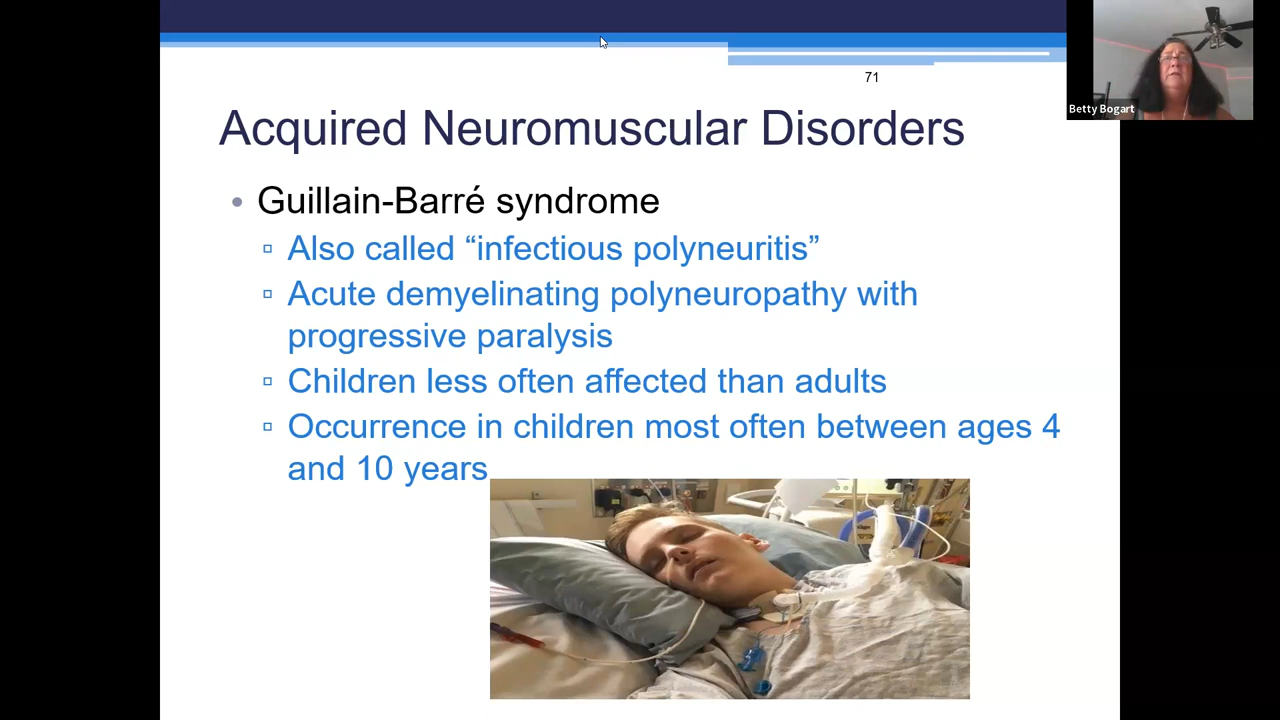 71
Betty Bogart
Acquired Neuromuscular Disorders
• Guillain-Barré syndrome
▫ Also called “infectious polyneuritis”
▫ Acute demyelinating polyneuropathy with
progressive paralysis
▫ Children less often affected than adults
▫ Occurrence in children most often between ages 4
and 10 years